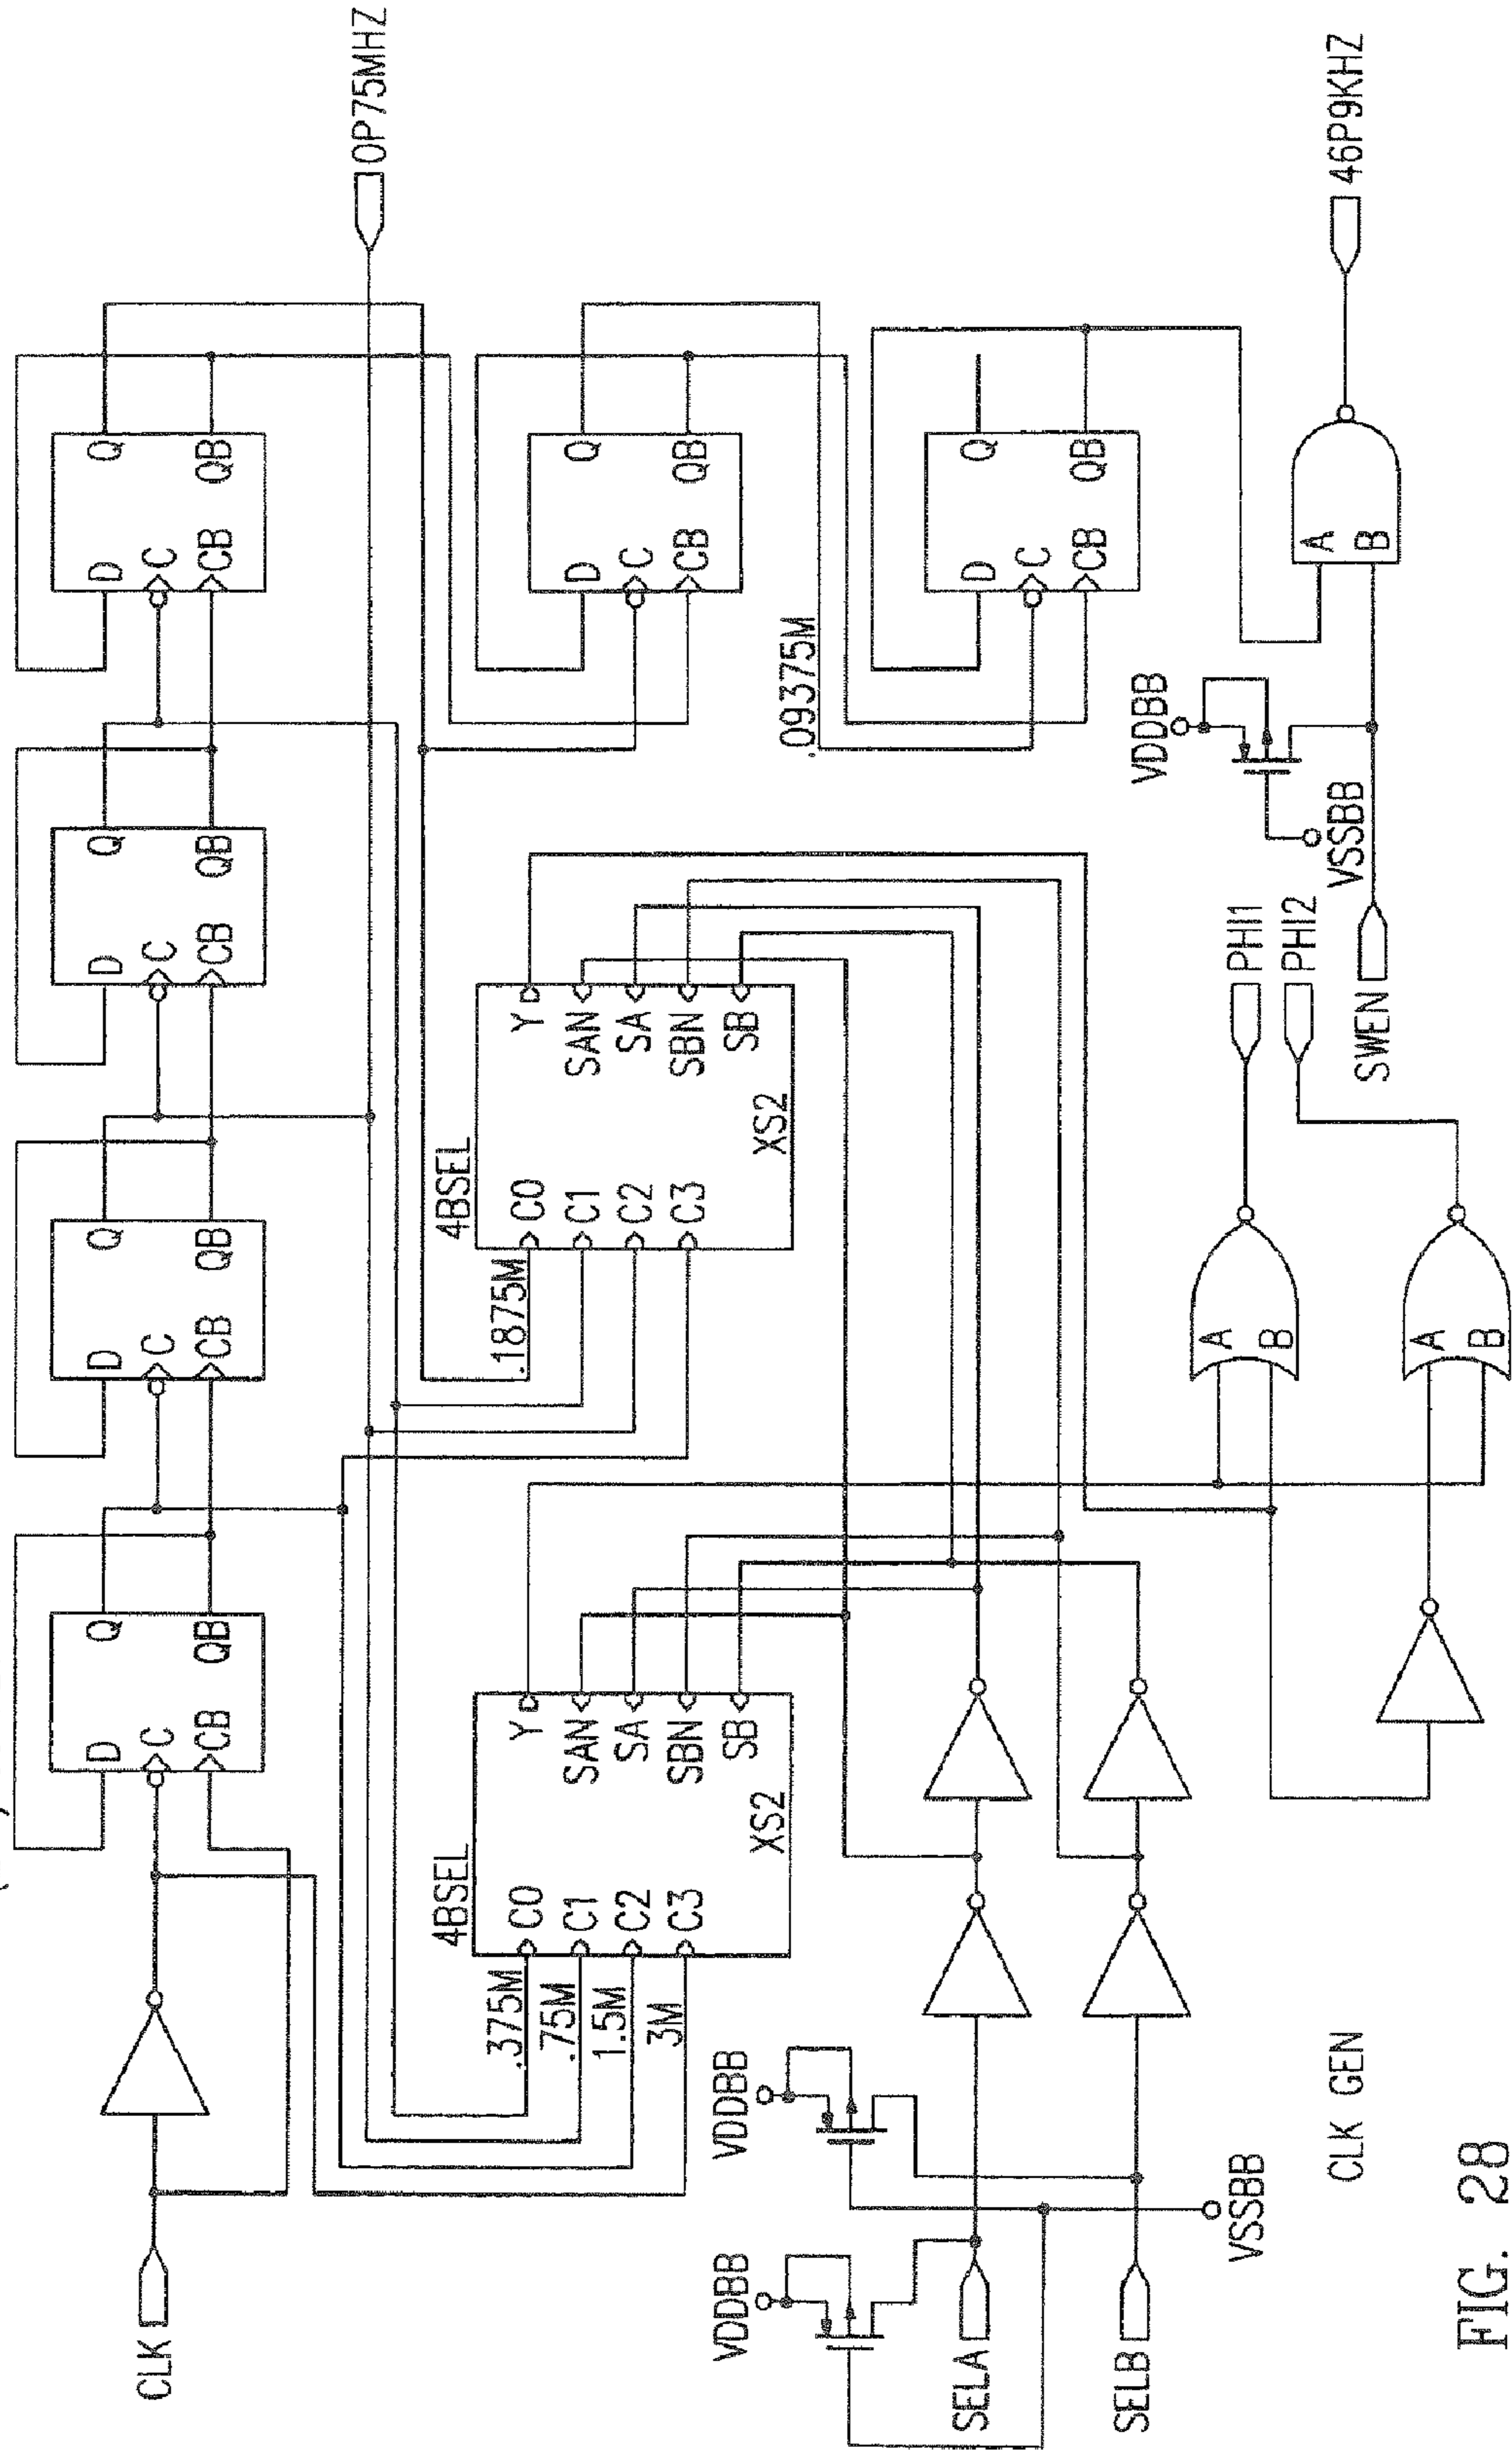 CLK
D
C
CB
Q
QB
D
C
CB
Q
QB
D
C
CB
Q
QB
D
C
CB
Q
QB
0P75MHZ
4BSEL
.375M
.75M
1.5M
3M
C0
C1
C2
C3
Y
SAN
SA
SBN
SB
XS2
4BSEL
.1875M
C0
C1
C2
C3
Y
SAN
SA
SBN
SB
XS2
D
C
CB
Q
QB
.09375M
D
C
CB
Q
QB
VDDBB
VDDBB
SELA
SELB
VSSBB
A
B
PHI1
A
B
PHI2
VDDBB
VSSBB
SWEN
A
B
46P9KHZ
CLK GEN
FIG. 28